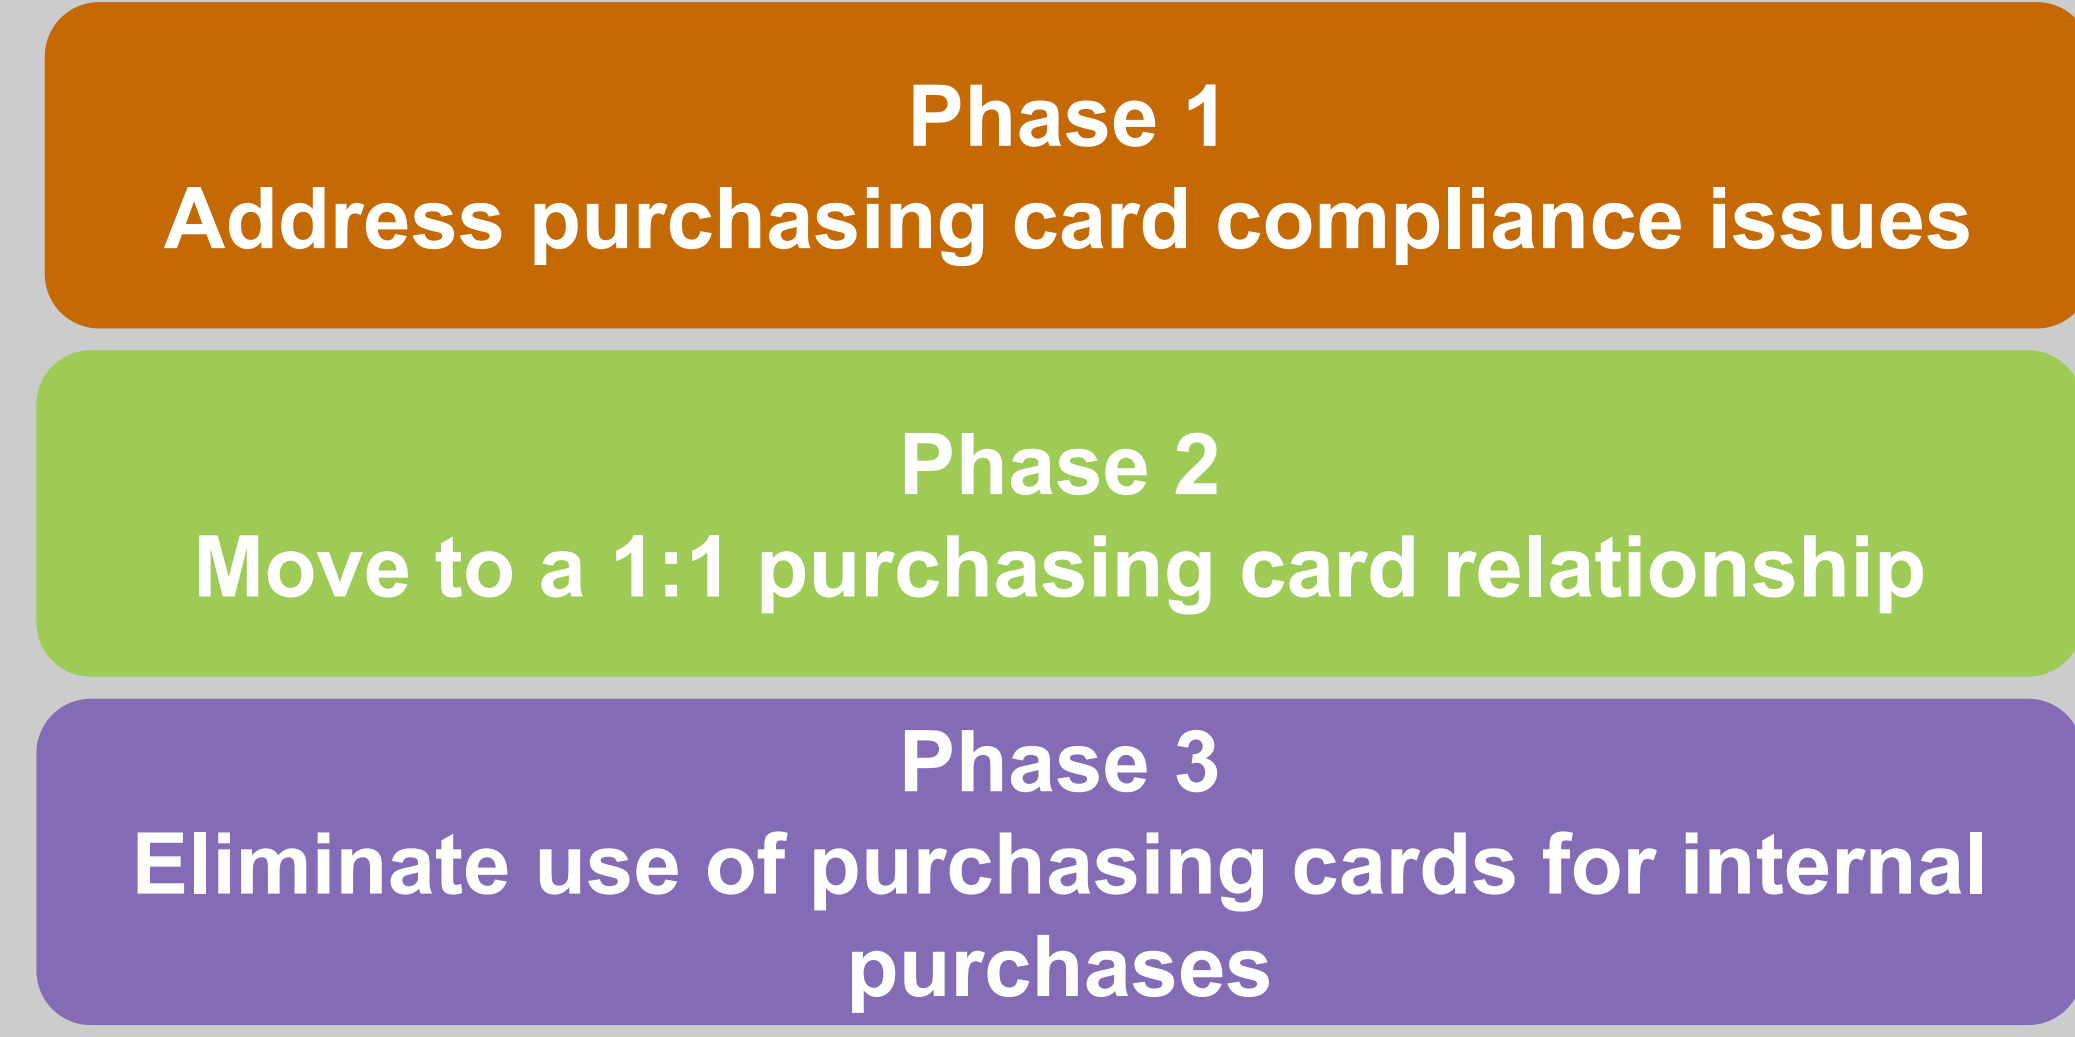 Phase 1
Address purchasing card compliance issues
Phase 2
Move to a 1:1 purchasing card relationship
Phase 3
Eliminate use of purchasing cards for internal
purchases